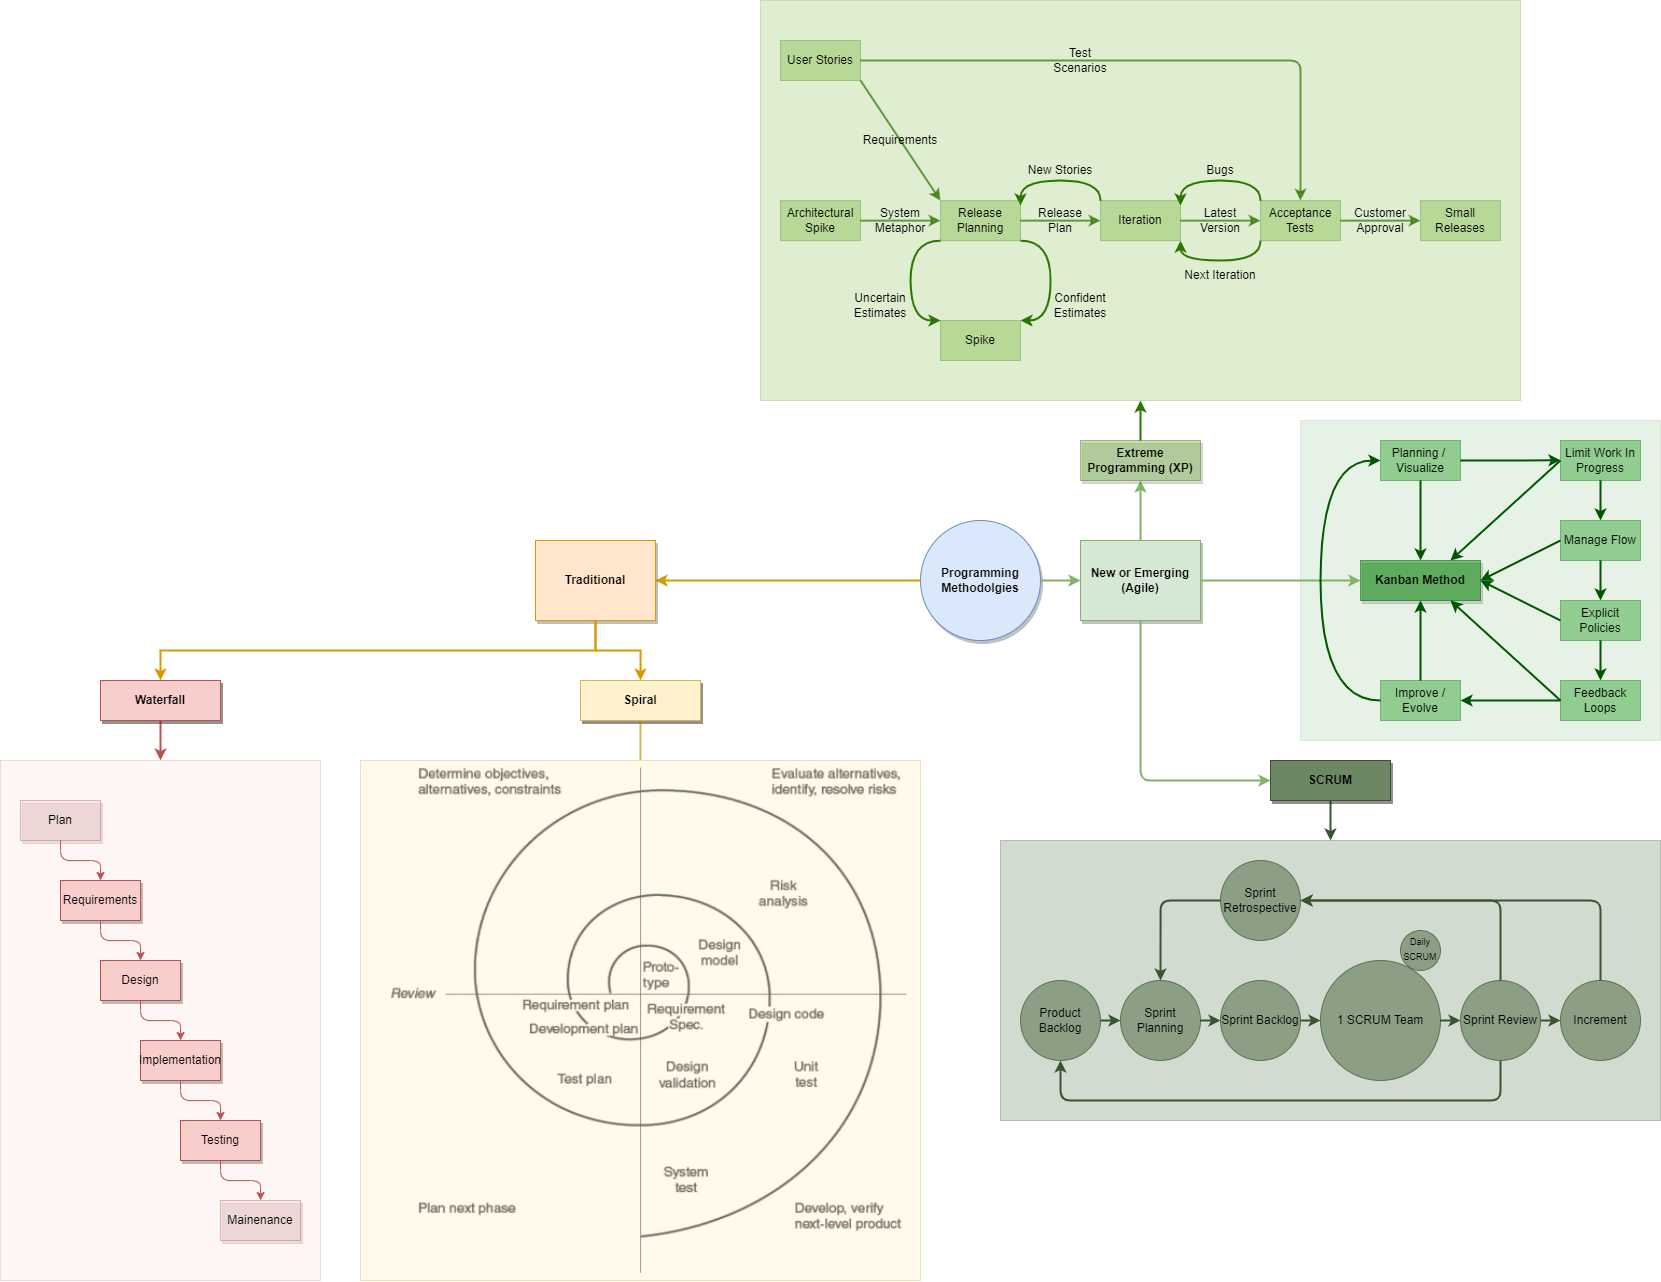 User Stories
Test
Scenarios
Requirements
New Stories
Bugs
Architectural
Spike
System
Metaphor
Release
Planning
Release
Plan
Iteration
Latest
Version
Acceptance
Tests
Customer
Approval
Small
Releases
Next Iteration
Uncertain
Estimates
Confident
Estimates
Spike
Extreme
Programming (XP)
Planning /
Visualize
Limit Work In
Progress
Manage Flow
Kanban Method
Explicit
Policies
Improve /
Evolve
Feedback
Loops
Traditional
Programming
Methodolgies
New or Emerging
(Agile)
Waterfall
Spiral
SCRUM
Plan
Requirements
Design
Implementation
Testing
Mainenance
Determine objectives,
alternatives, constraints
Evaluate alternatives,
identify, resolve risks
Risk
analysis
Design
model
Proto-
type
Review
Requirement plan
Requirement
Spec.
Design code
Development plan
Test plan
Design
validation
Unit
test
System
test
Plan next phase
Develop, verify
next-level product
Sprint
Retrospective
Daily
SCRUM
Product
Backlog
Sprint
Planning
Sprint Backlog
1 SCRUM Team
Sprint Review
Increment